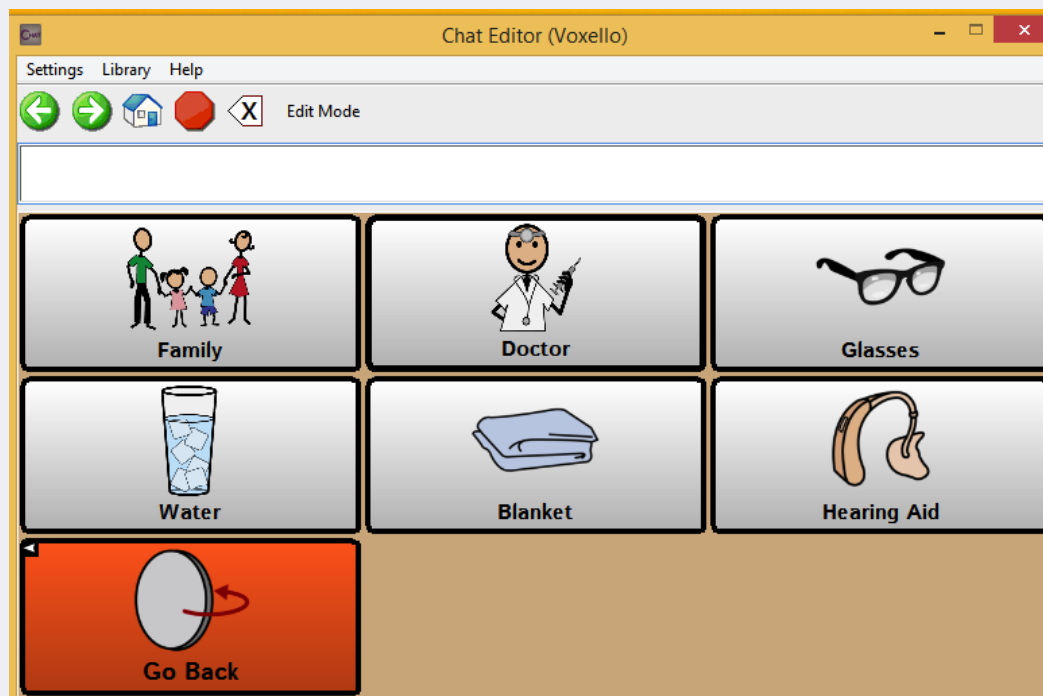 Chat Editor (Voxello)
Settings Library Help
X Edit Mode
Family Doctor Glasses
Water Blanket Hearing Aid
Go Back